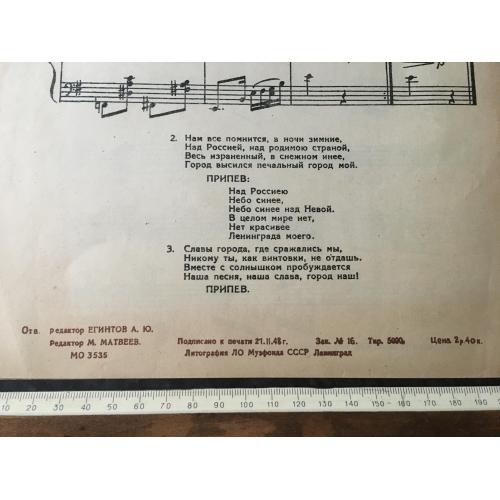 2. Нам все помнится, в ночи зимние,
Над Россией, над родимою страной,
Весь израненный, в снежном инее,
Город высился печальный город мой.
ПРИПЕВ:
Над Россиею
Небо синее,
Небо синее над Невой.
В целом мире нет,
Нет красивее
Ленинграда моего.
3. Славы города, где сражались мы,
Никому ты, как винтовки, не отдашь.
Вместе с солнышком пробуждается
Наша песня, наша слава, город наш!
ПРИПЕВ.
Отв. редактор ЕГИНТОВ А. Ю.
Редактор М. МАТВЕЕВ.
МО 3535
Подписано к печати 21.II.48 г. Зак. № 16. Тир. 5000
Литография ЛО Музфонда СССР Ленинград
Цена 2 р. 40 к.
10 20 30 40 50 60 70 80 90 100 110 120 130 140 150 160 170 180 190